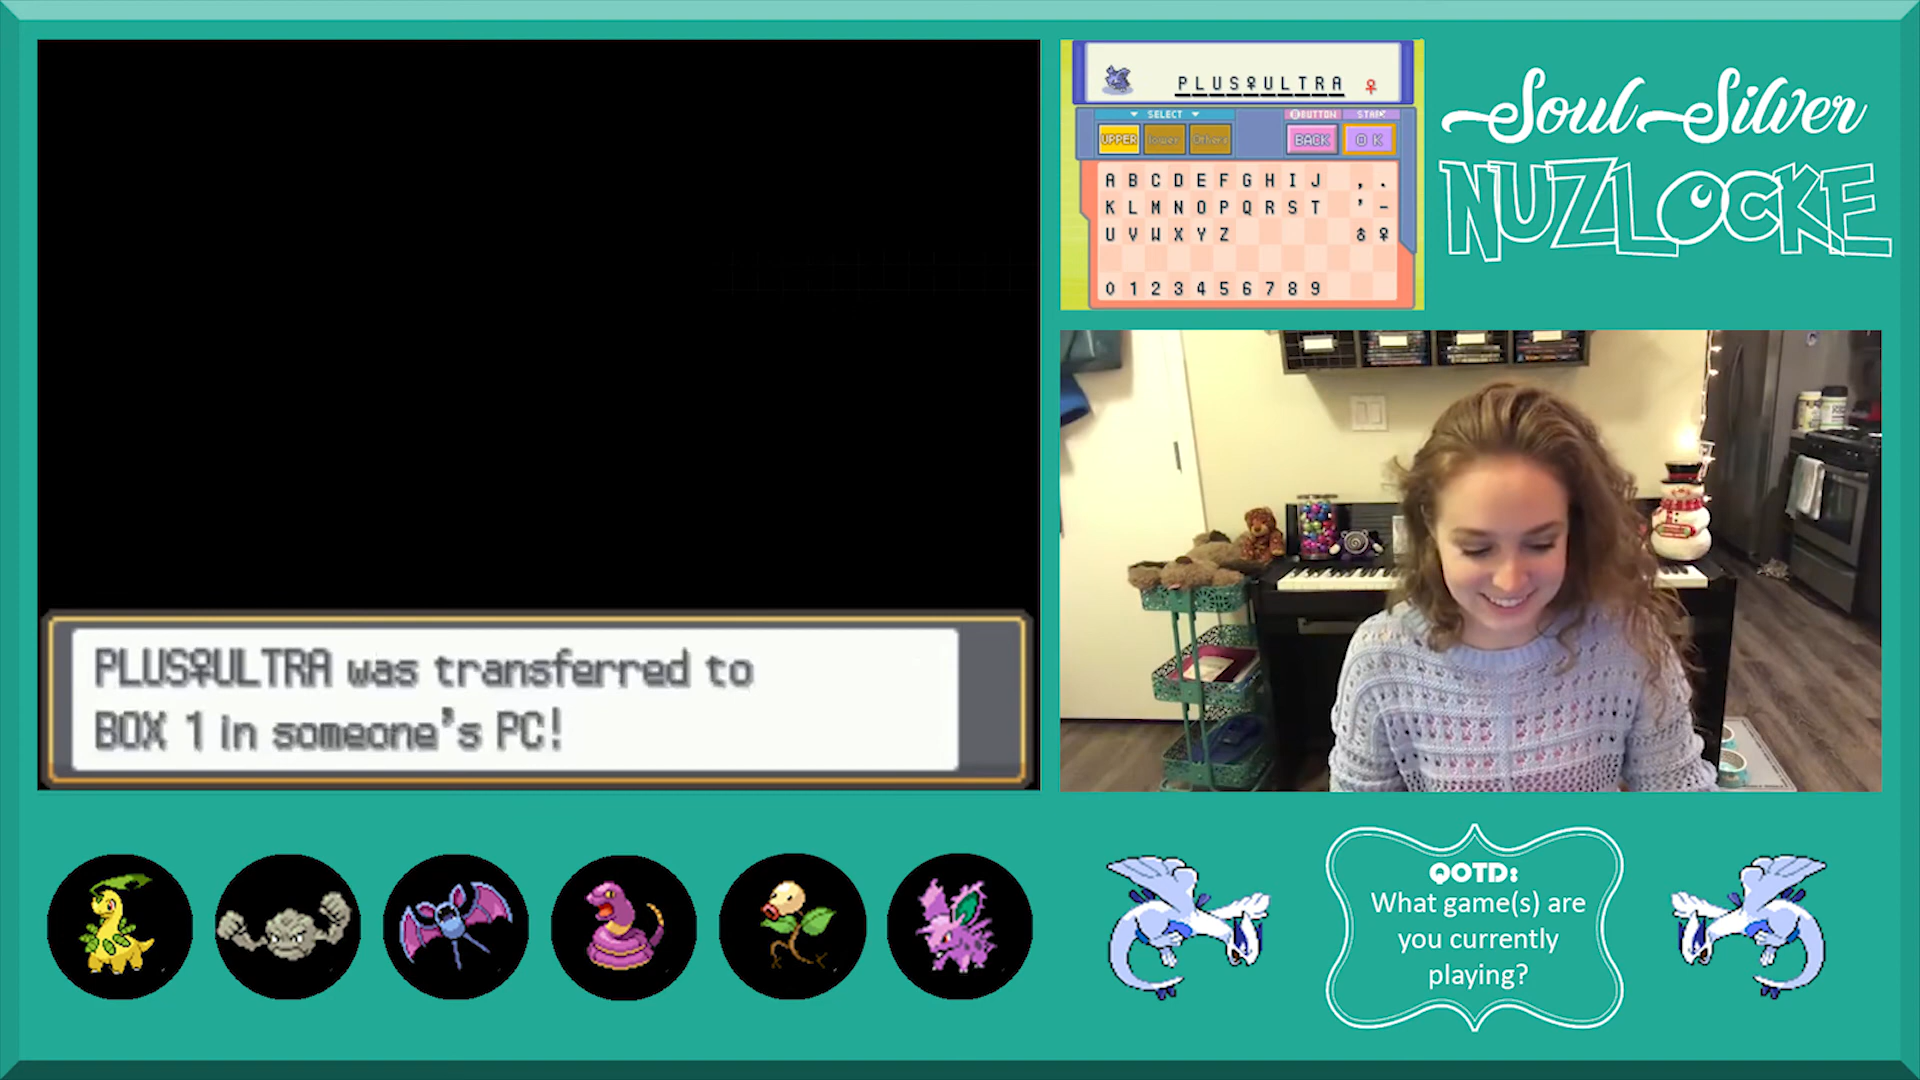 PLUS♀ULTRA ♀
SELECT
BUTTON
START
UPPER lower Others BACK OK
A B C D E F G H I J , .
K L M N O P Q R S T ' -
U V W X Y Z ♂ ♀
0 1 2 3 4 5 6 7 8 9
Soul Silver
NUZLOCKE
PLUS♀ULTRA was transferred to
BOX 1 in someone's PC!
QOTD:
What game(s) are
you currently
playing?